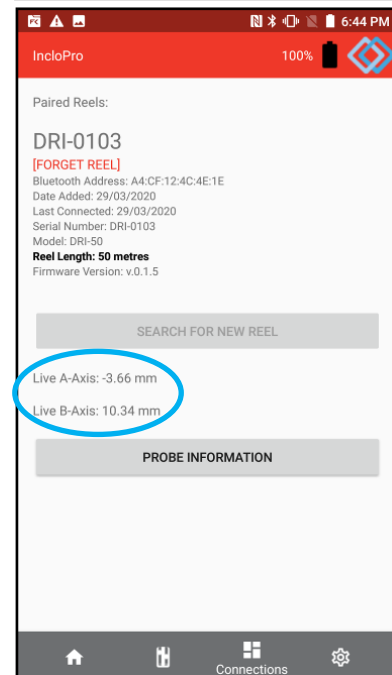 6:44 PM
IncloPro
100%
Paired Reels:
DRI-0103
[FORGET REEL]
Bluetooth Address: A4:CF:12:4C:4E:1E
Date Added: 29/03/2020
Last Connected: 29/03/2020
Serial Number: DRI-0103
Model: DRI-50
Reel Length: 50 metres
Firmware Version: v.0.1.5
SEARCH FOR NEW REEL
Live A-Axis: -3.66 mm
Live B-Axis: 10.34 mm
PROBE INFORMATION
Connections